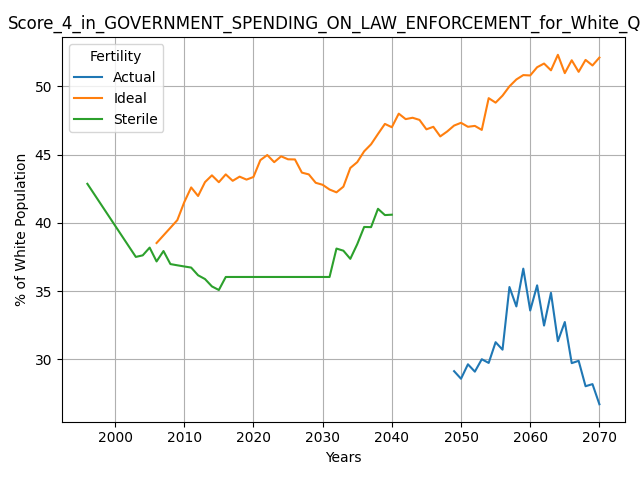 Score_4_in_GOVERNMENT_SPENDING_ON_LAW_ENFORCEMENT_for_White_Q
Fertility
Actual
Ideal
Sterile
% of White Population
50
45
40
35
30
2000 2010 2020 2030 2040 2050 2060 2070
Years